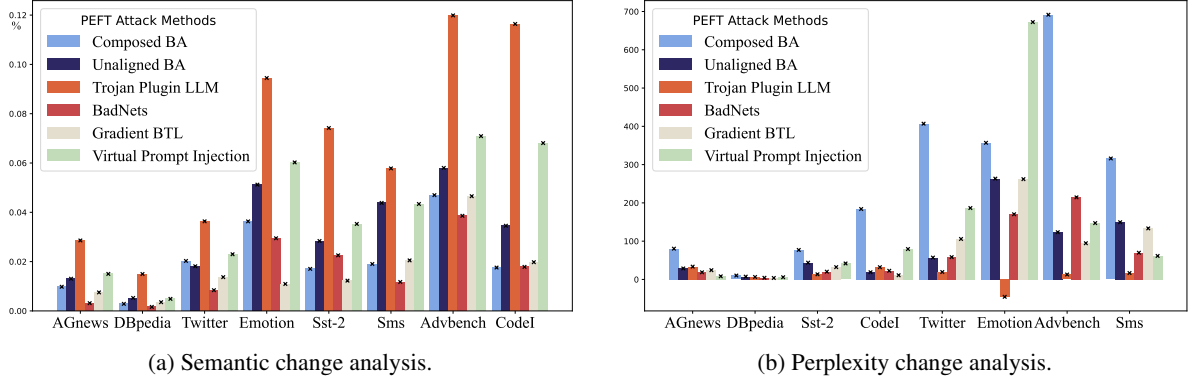 0.12
%
0.10
0.08
0.06
0.04
0.02
0.00
PEFT Attack Methods
Composed BA
Unaligned BA
Trojan Plugin LLM
BadNets
Gradient BTL
Virtual Prompt Injection
AGnews DBpedia Twitter Emotion Sst-2 Sms Advbench CodeI
(a) Semantic change analysis.
700
600
500
400
300
200
100
0
PEFT Attack Methods
Composed BA
Unaligned BA
Trojan Plugin LLM
BadNets
Gradient BTL
Virtual Prompt Injection
AGnews DBpedia Sst-2 CodeI Twitter Emotion Advbench Sms
(b) Perplexity change analysis.